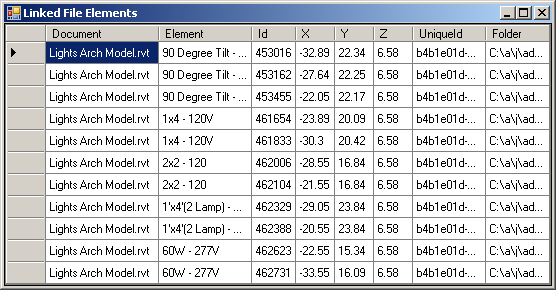 Linked File Elements
Document Element Id X Y Z UniqueId Folder
Lights Arch Model.rvt 90 Degree Tilt - ... 453016 -32.89 22.34 6.58 b4b1e01d-... C:\a\j\ad...
Lights Arch Model.rvt 90 Degree Tilt - ... 453162 -27.64 22.25 6.58 b4b1e01d-... C:\a\j\ad...
Lights Arch Model.rvt 90 Degree Tilt - ... 453455 -22.05 22.17 6.58 b4b1e01d-... C:\a\j\ad...
Lights Arch Model.rvt 1x4 - 120V 461654 -23.89 20.09 6.58 b4b1e01d-... C:\a\j\ad...
Lights Arch Model.rvt 1x4 - 120V 461833 -30.3 20.42 6.58 b4b1e01d-... C:\a\j\ad...
Lights Arch Model.rvt 2x2 - 120 462006 -28.55 16.84 6.58 b4b1e01d-... C:\a\j\ad...
Lights Arch Model.rvt 2x2 - 120 462104 -21.55 16.84 6.58 b4b1e01d-... C:\a\j\ad...
Lights Arch Model.rvt 1'x4'(2 Lamp) - ... 462329 -29.05 23.84 6.58 b4b1e01d-... C:\a\j\ad...
Lights Arch Model.rvt 1'x4'(2 Lamp) - ... 462388 -20.55 23.84 6.58 b4b1e01d-... C:\a\j\ad...
Lights Arch Model.rvt 60W - 277V 462623 -22.55 15.34 6.58 b4b1e01d-... C:\a\j\ad...
Lights Arch Model.rvt 60W - 277V 462731 -33.55 16.09 6.58 b4b1e01d-... C:\a\j\ad...